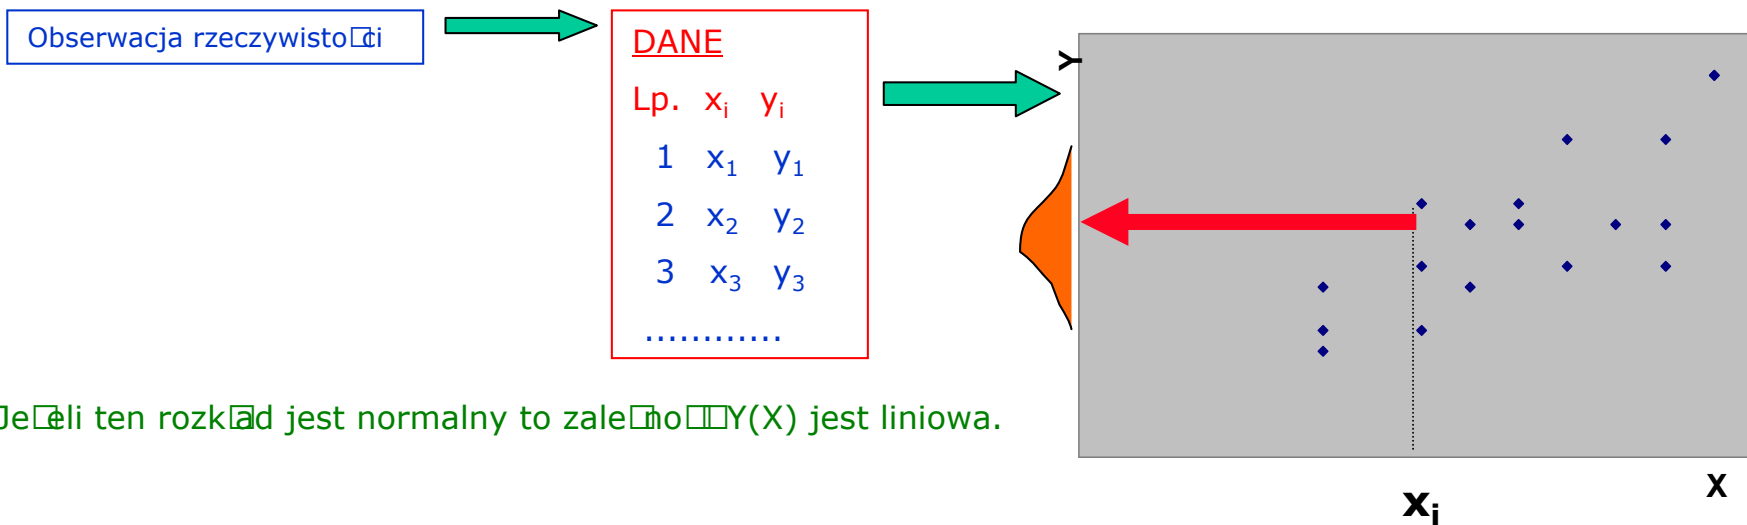 Obserwacja rzeczywisto□ci
DANE
Lp. xi yi
1 x1 y1
2 x2 y2
3 x3 y3
............
Je□eli ten rozk□ad jest normalny to zale□no□□Y(X) jest liniowa.
Y
X
xi